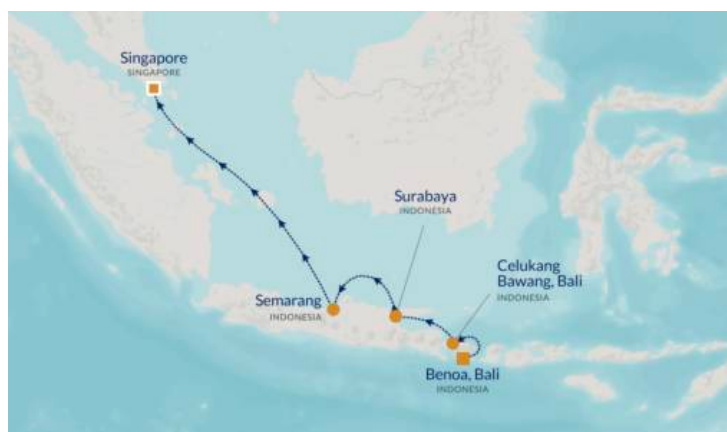 Singapore
SINGAPORE
Surabaya
INDONESIA
Celukang
Bawang, Bali
INDONESIA
Semarang
INDONESIA
Benoa, Bali
INDONESIA